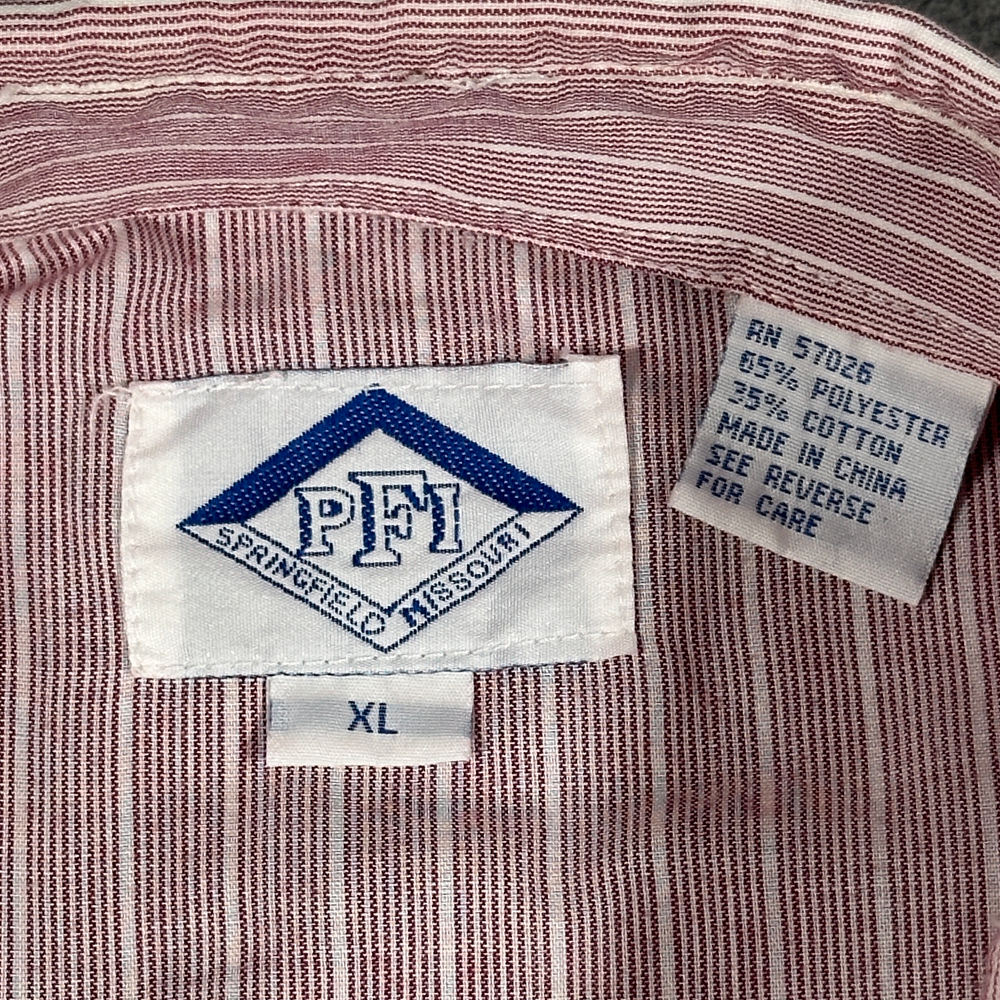 PFI
SPRINGFIELD MISSOURI
XL
RN 57026
65% POLYESTER
35% COTTON
MADE IN CHINA
SEE REVERSE
FOR CARE